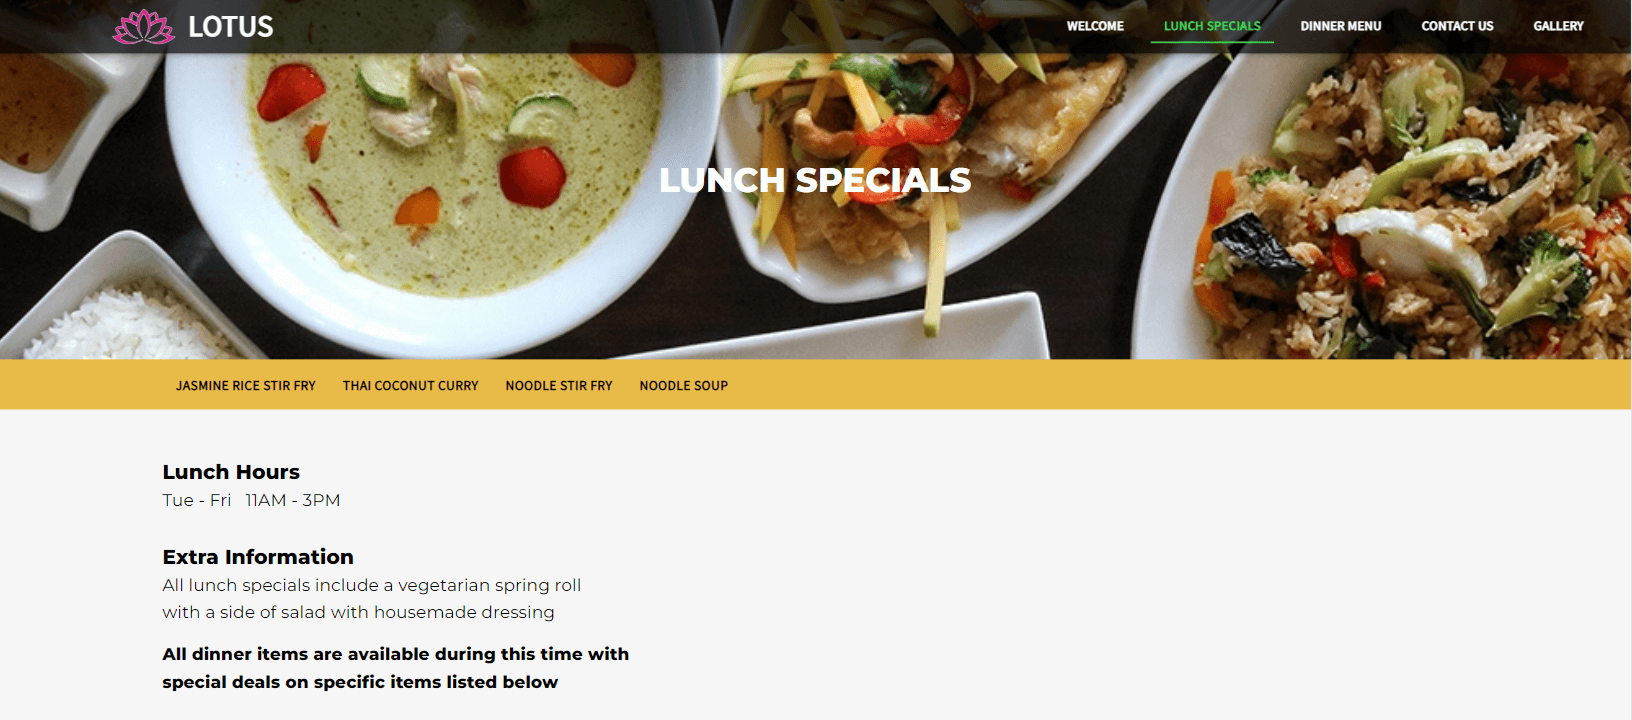 LOTUS
WELCOME LUNCH SPECIALS DINNER MENU CONTACT US GALLERY
LUNCH SPECIALS
JASMINE RICE STIR FRY THAI COCONUT CURRY NOODLE STIR FRY NOODLE SOUP
Lunch Hours
Tue - Fri 11AM - 3PM
Extra Information
All lunch specials include a vegetarian spring roll
with a side of salad with housemade dressing
All dinner items are available during this time with
special deals on specific items listed below